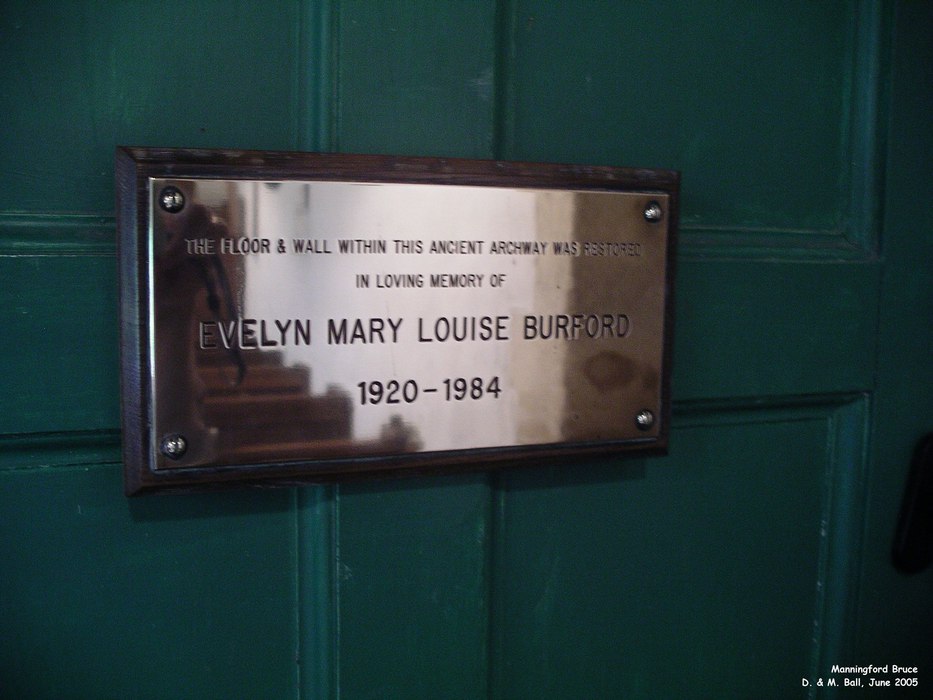 THE FLOOR & WALL WITHIN THIS ANCIENT ARCHWAY WAS RESTORED
IN LOVING MEMORY OF
EVELYN MARY LOUISE BURFORD
1920-1984
Manningford Bruce
D. & M. Ball, June 2005